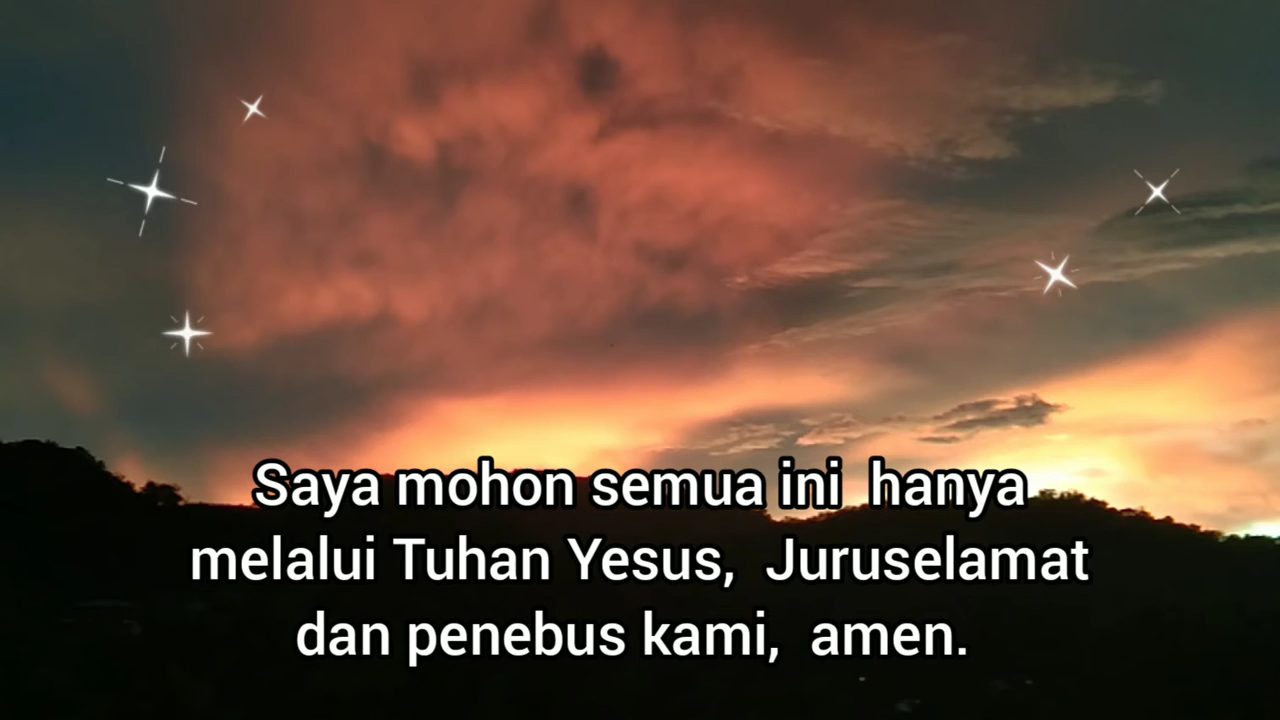 Saya mohon semua ini hanya
melalui Tuhan Yesus, Juruselamat
dan penebus kami, amen.